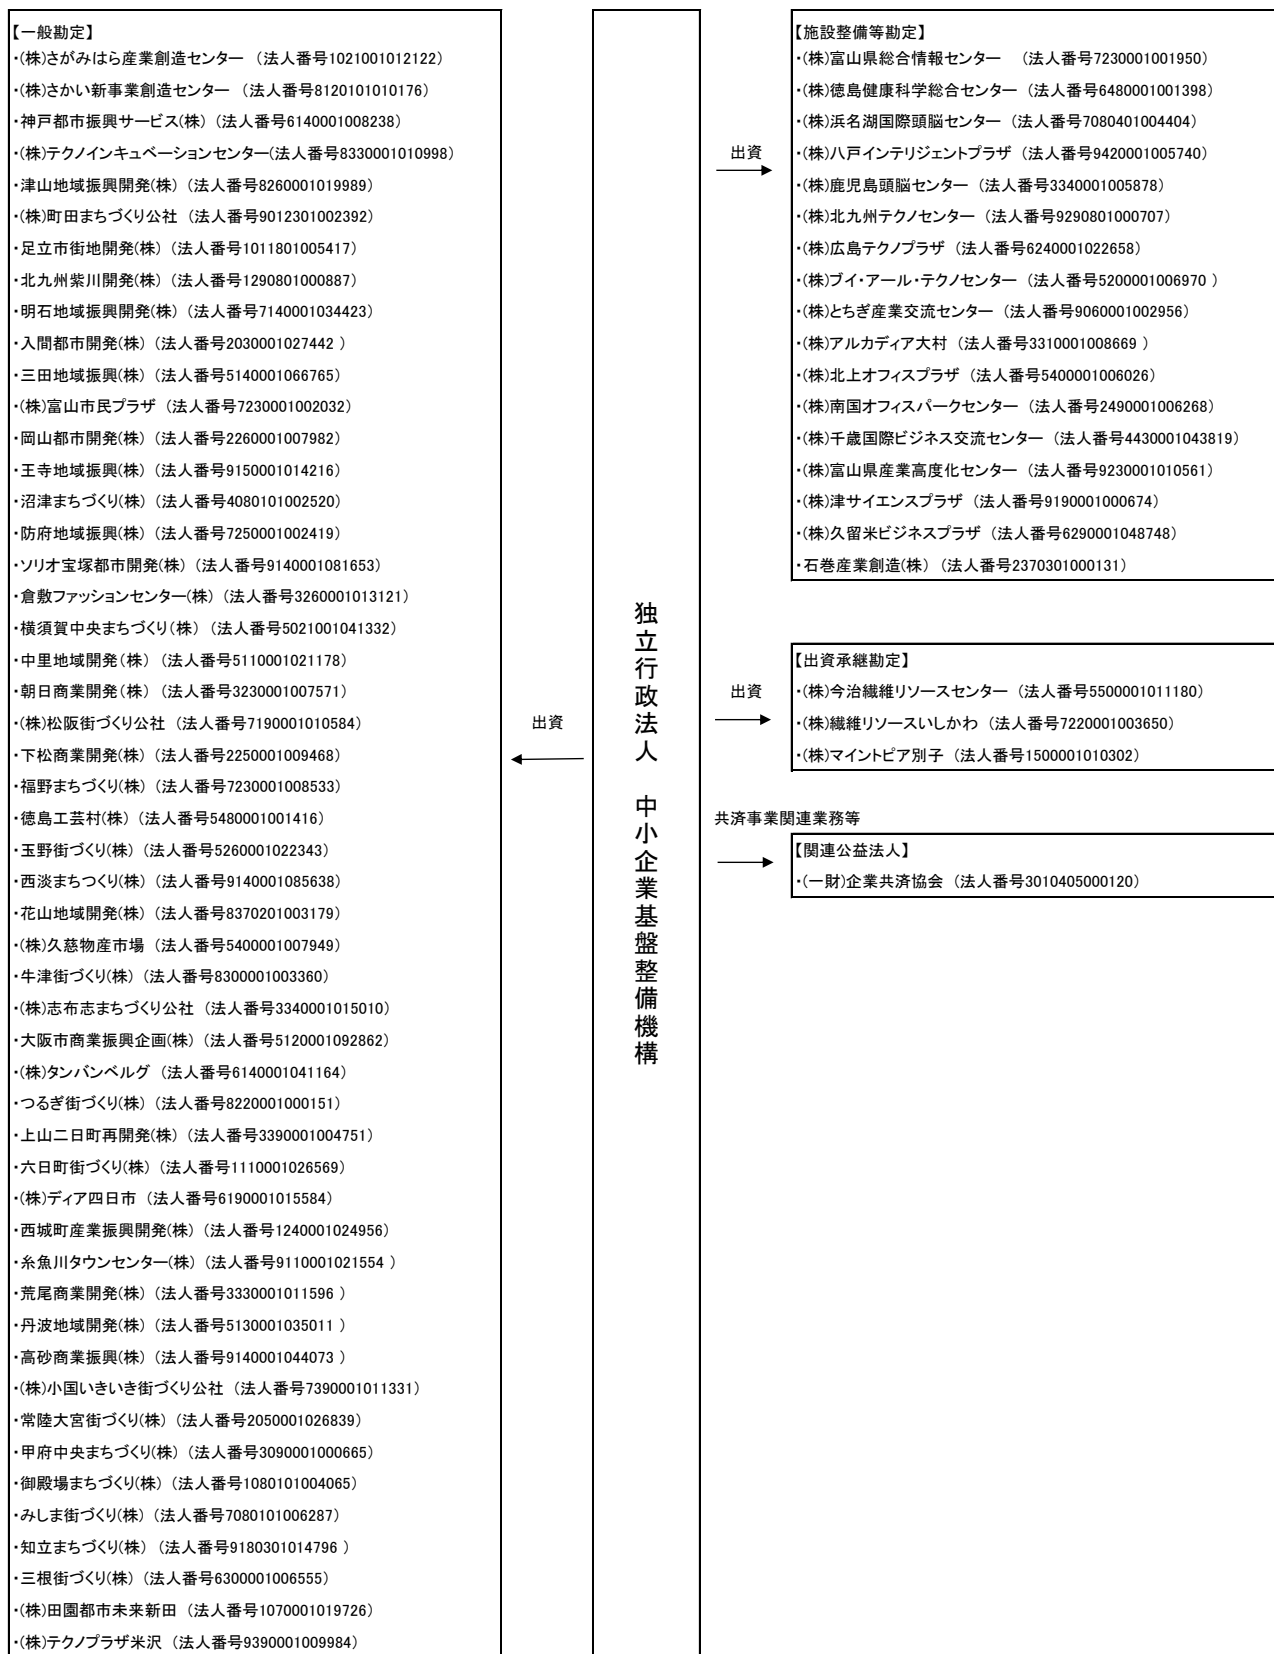 【一般勘定】
・(株)さがみはら産業創造センター （法人番号1021001012122）
・(株)さかい新事業創造センター （法人番号8120101010176）
・神戸都市振興サービス(株) （法人番号6140001008238）
・(株)テクノインキュベーションセンター(法人番号8330001010998）
・津山地域振興開発(株) （法人番号8260001019989）
・(株)町田まちづくり公社 （法人番号9012301002392）
・足立市街地開発(株) （法人番号1011801005417）
・北九州紫川開発(株) （法人番号1290801000887）
・明石地域振興開発(株) （法人番号7140001034423）
・入間都市開発(株) （法人番号2030001027442 ）
・三田地域振興(株) （法人番号5140001066765）
・(株)富山市民プラザ （法人番号7230001002032）
・岡山都市開発(株) （法人番号2260001007982）
・王寺地域振興(株) （法人番号9150001014216）
・沼津まちづくり(株) （法人番号4080101002520）
・防府地域振興(株) （法人番号7250001002419）
・ソリオ宝塚都市開発(株) （法人番号9140001081653）
・倉敷ファッションセンター(株) （法人番号3260001013121）
・横須賀中央まちづくり(株) （法人番号5021001041332）
・中里地域開発(株) （法人番号5110001021178）
・朝日商業開発(株) （法人番号3230001007571）
・(株)松阪街づくり公社 （法人番号7190001010584）
・下松商業開発(株) （法人番号2250001009468）
・福野まちづくり(株) （法人番号7230001008533）
・徳島工芸村(株) （法人番号5480001001416）
・玉野街づくり(株) （法人番号5260001022343）
・西淡まちつくり(株) （法人番号9140001085638）
・花山地域開発(株) （法人番号8370201003179）
・(株)久慈物産市場 （法人番号5400001007949）
・牛津街づくり(株) （法人番号8300001003360）
・(株)志布志まちづくり公社 （法人番号3340001015010）
・大阪市商業振興企画(株) （法人番号5120001092862）
・(株)タンバンベルグ （法人番号6140001041164）
・つるぎ街づくり(株) （法人番号8220001000151）
・上山二日町再開発(株) （法人番号3390001004751）
・六日町街づくり(株) （法人番号1110001026569）
・(株)ディア四日市 （法人番号6190001015584）
・西城町産業振興開発(株) （法人番号1240001024956）
・糸魚川タウンセンター(株) （法人番号9110001021554 ）
・荒尾商業開発(株) （法人番号3330001011596 ）
・丹波地域開発(株) （法人番号5130001035011 ）
・高砂商業振興(株) （法人番号9140001044073 ）
・(株)小国いきいき街づくり公社 （法人番号7390001011331）
・常陸大宮街づくり(株) （法人番号2050001026839）
・甲府中央まちづくり(株) （法人番号3090001000665）
・御殿場まちづくり(株) （法人番号1080101004065）
・みしま街づくり(株) （法人番号7080101006287）
・知立まちづくり(株) （法人番号9180301014796 ）
・三根街づくり(株) （法人番号6300001006555）
・(株)田園都市未来新田 （法人番号1070001019726）
・(株)テクノプラザ米沢 （法人番号9390001009984）
出資
独立行政法人 中小企業基盤整備機構
出資
【施設整備等勘定】
・(株)富山県総合情報センター （法人番号7230001001950）
・(株)徳島健康科学総合センター （法人番号6480001001398）
・(株)浜名湖国際頭脳センター （法人番号7080401004404）
・(株)八戸インテリジェントプラザ （法人番号9420001005740）
・(株)鹿児島頭脳センター （法人番号3340001005878）
・(株)北九州テクノセンター （法人番号9290801000707）
・(株)広島テクノプラザ （法人番号6240001022658）
・(株)ブイ・アール・テクノセンター （法人番号5200001006970 ）
・(株)とちぎ産業交流センター （法人番号9060001002956）
・(株)アルカディア大村 （法人番号3310001008669 ）
・(株)北上オフィスプラザ （法人番号5400001006026）
・(株)南国オフィスパークセンター （法人番号2490001006268）
・(株)千歳国際ビジネス交流センター （法人番号4430001043819）
・(株)富山県産業高度化センター （法人番号9230001010561）
・(株)津サイエンスプラザ （法人番号9190001000674）
・(株)久留米ビジネスプラザ （法人番号6290001048748）
・石巻産業創造(株) （法人番号2370301000131）
出資
【出資承継勘定】
・(株)今治繊維リソースセンター （法人番号5500001011180）
・(株)繊維リソースいしかわ （法人番号7220001003650）
・(株)マイントピア別子 （法人番号1500001010302）
共済事業関連業務等
【関連公益法人】
・(一財)企業共済協会 （法人番号3010405000120）